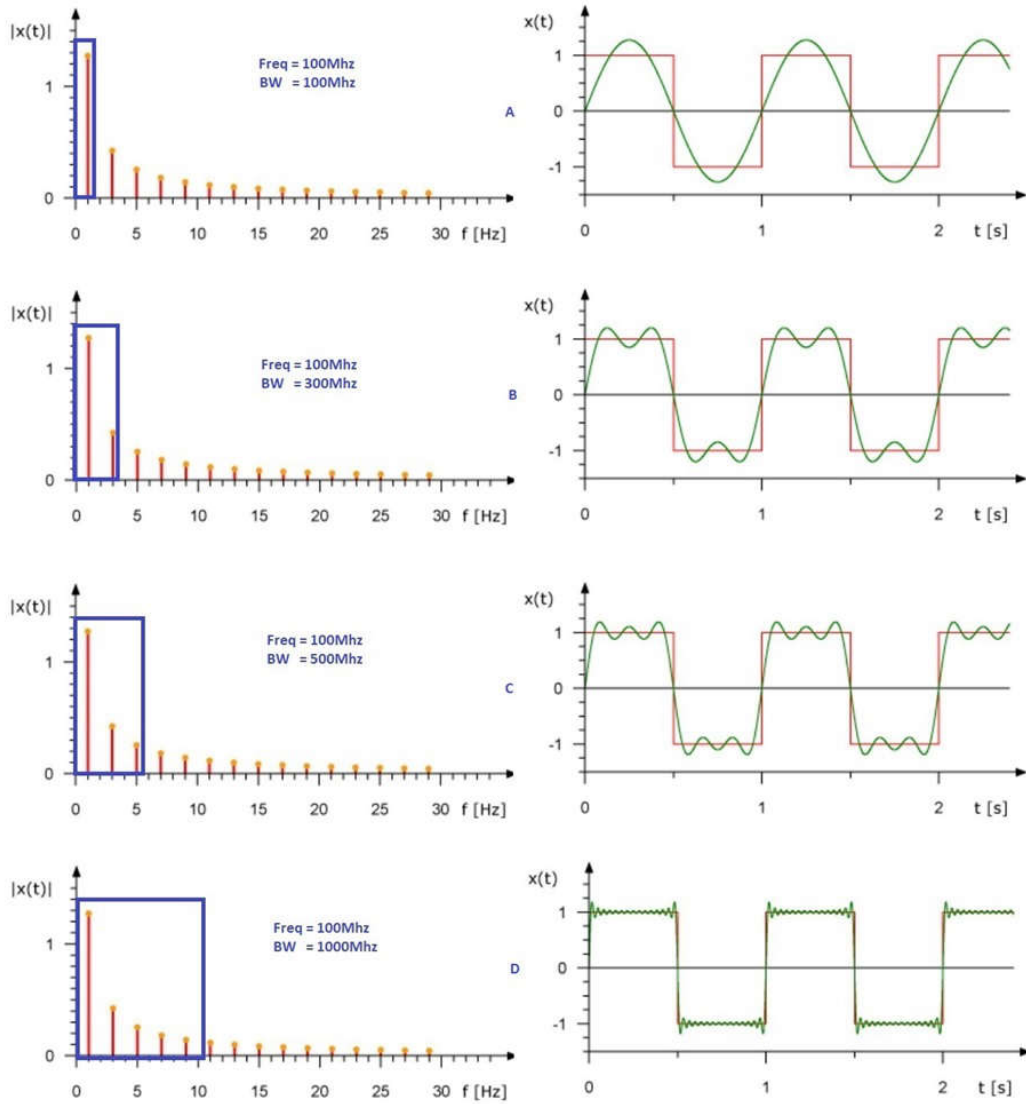 |x(t)|
1
0
Freq = 100Mhz
BW = 100Mhz
0 5 10 15 20 25 30 f [Hz]
A
x(t)
1
0
-1
0 1 2 t [s]
|x(t)|
1
0
Freq = 100Mhz
BW = 300Mhz
0 5 10 15 20 25 30 f [Hz]
B
x(t)
1
0
-1
0 1 2 t [s]
|x(t)|
1
0
Freq = 100Mhz
BW = 500Mhz
0 5 10 15 20 25 30 f [Hz]
C
x(t)
1
0
-1
0 1 2 t [s]
|x(t)|
1
0
Freq = 100Mhz
BW = 1000Mhz
0 5 10 15 20 25 30 f [Hz]
D
x(t)
1
0
-1
0 1 2 t [s]